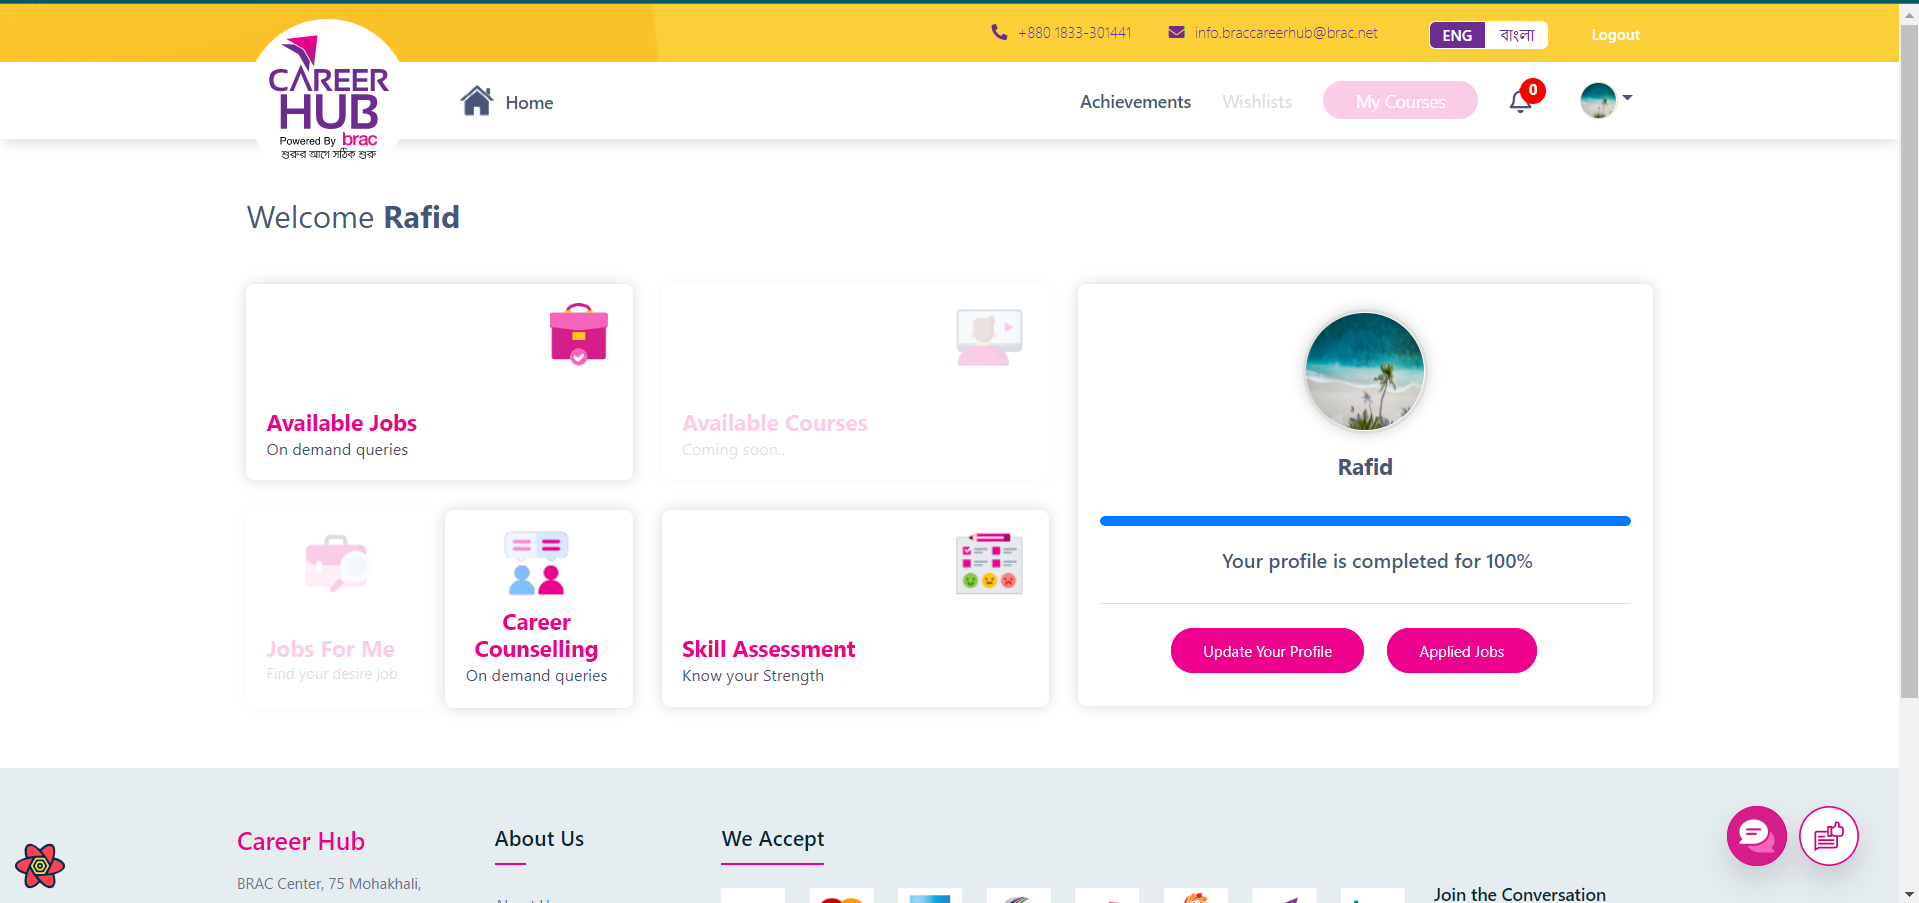 +880 1833-301441
info.braccareerhub@brac.net
ENG
বাংলা
Logout
CAREER
HUB
Powered By brac
শুরুর আগে সঠিক শুরু
Home
Achievements
Wishlists
My Courses
0
Welcome Rafid
Available Jobs
On demand queries
Available Courses
Coming soon..
Jobs For Me
Find your desire job
Career
Counselling
On demand queries
Skill Assessment
Know your Strength
Rafid
Your profile is completed for 100%
Update Your Profile
Applied Jobs
Career Hub
BRAC Center, 75 Mohakhali,
About Us
We Accept
Join the Conversation